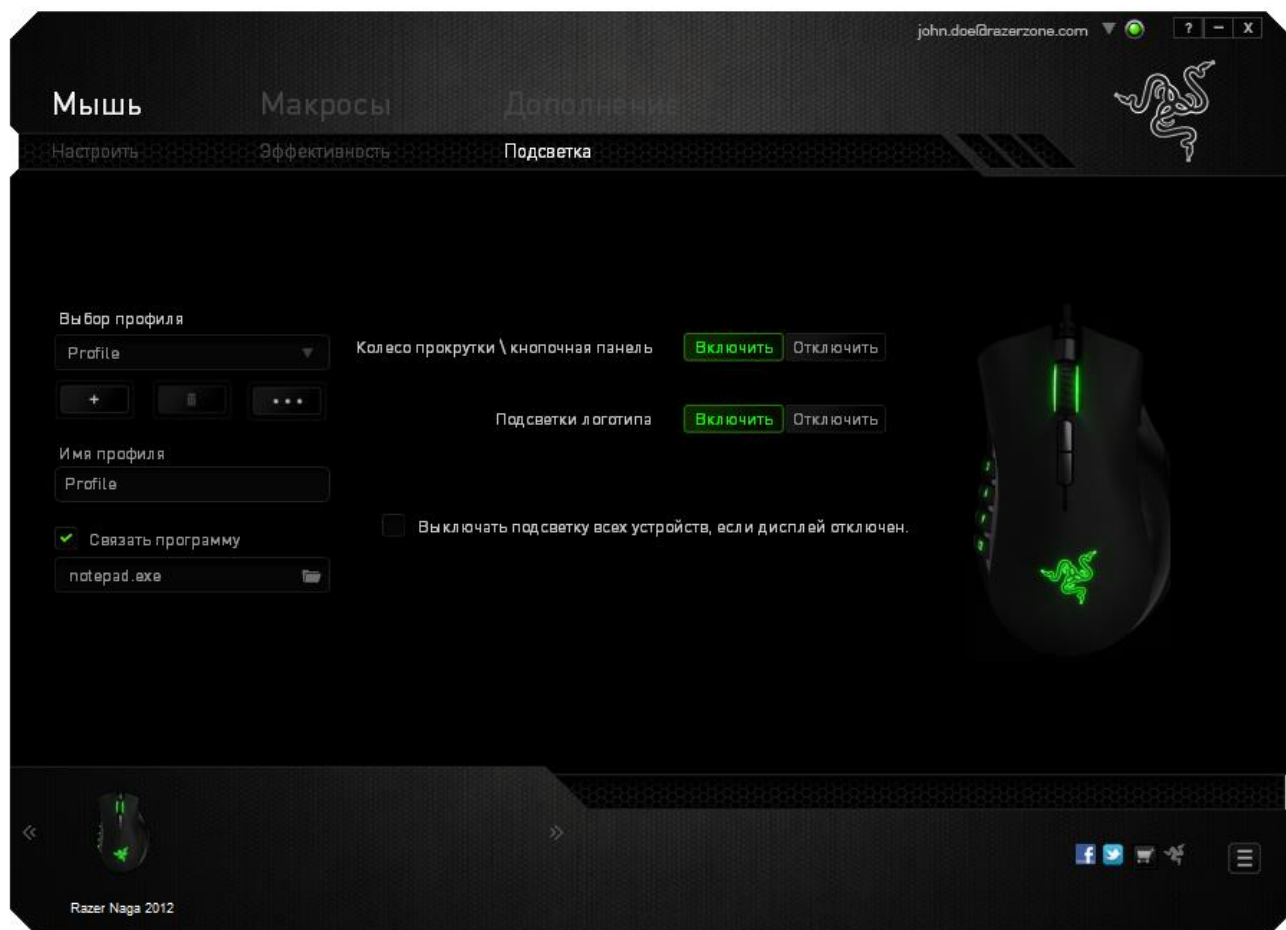 john.doe@razerzone.com
? — X
Мышь Макросы Дополнение
Настроить Эффективность Подсветка
Выбор профиля
Profile
Колесо прокрутки \ кнопочная панель Включить Отключить
+
Подсветки логотипа Включить Отключить
Имя профиля
Profile
Выключать подсветку всех устройств, если дисплей отключен.
Связать программу
notepad.exe
Razer Naga 2012